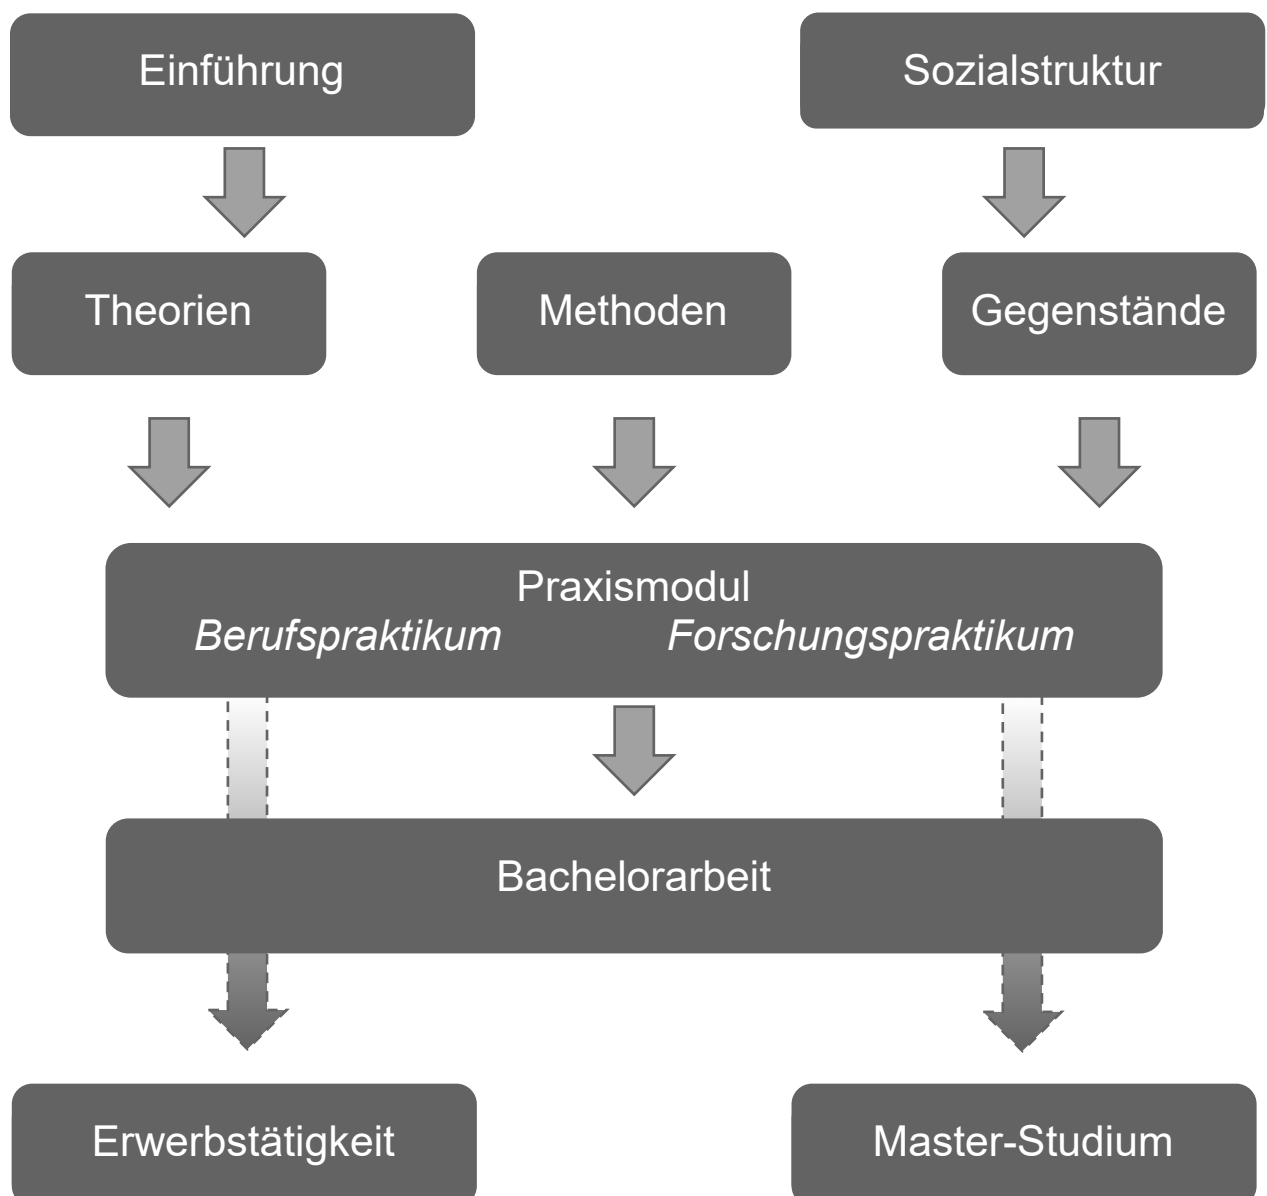 Einführung
Sozialstruktur
Theorien
Methoden
Gegenstände
Praxismodul
Berufspraktikum Forschungspraktikum
Bachelorarbeit
Erwerbstätigkeit
Master-Studium